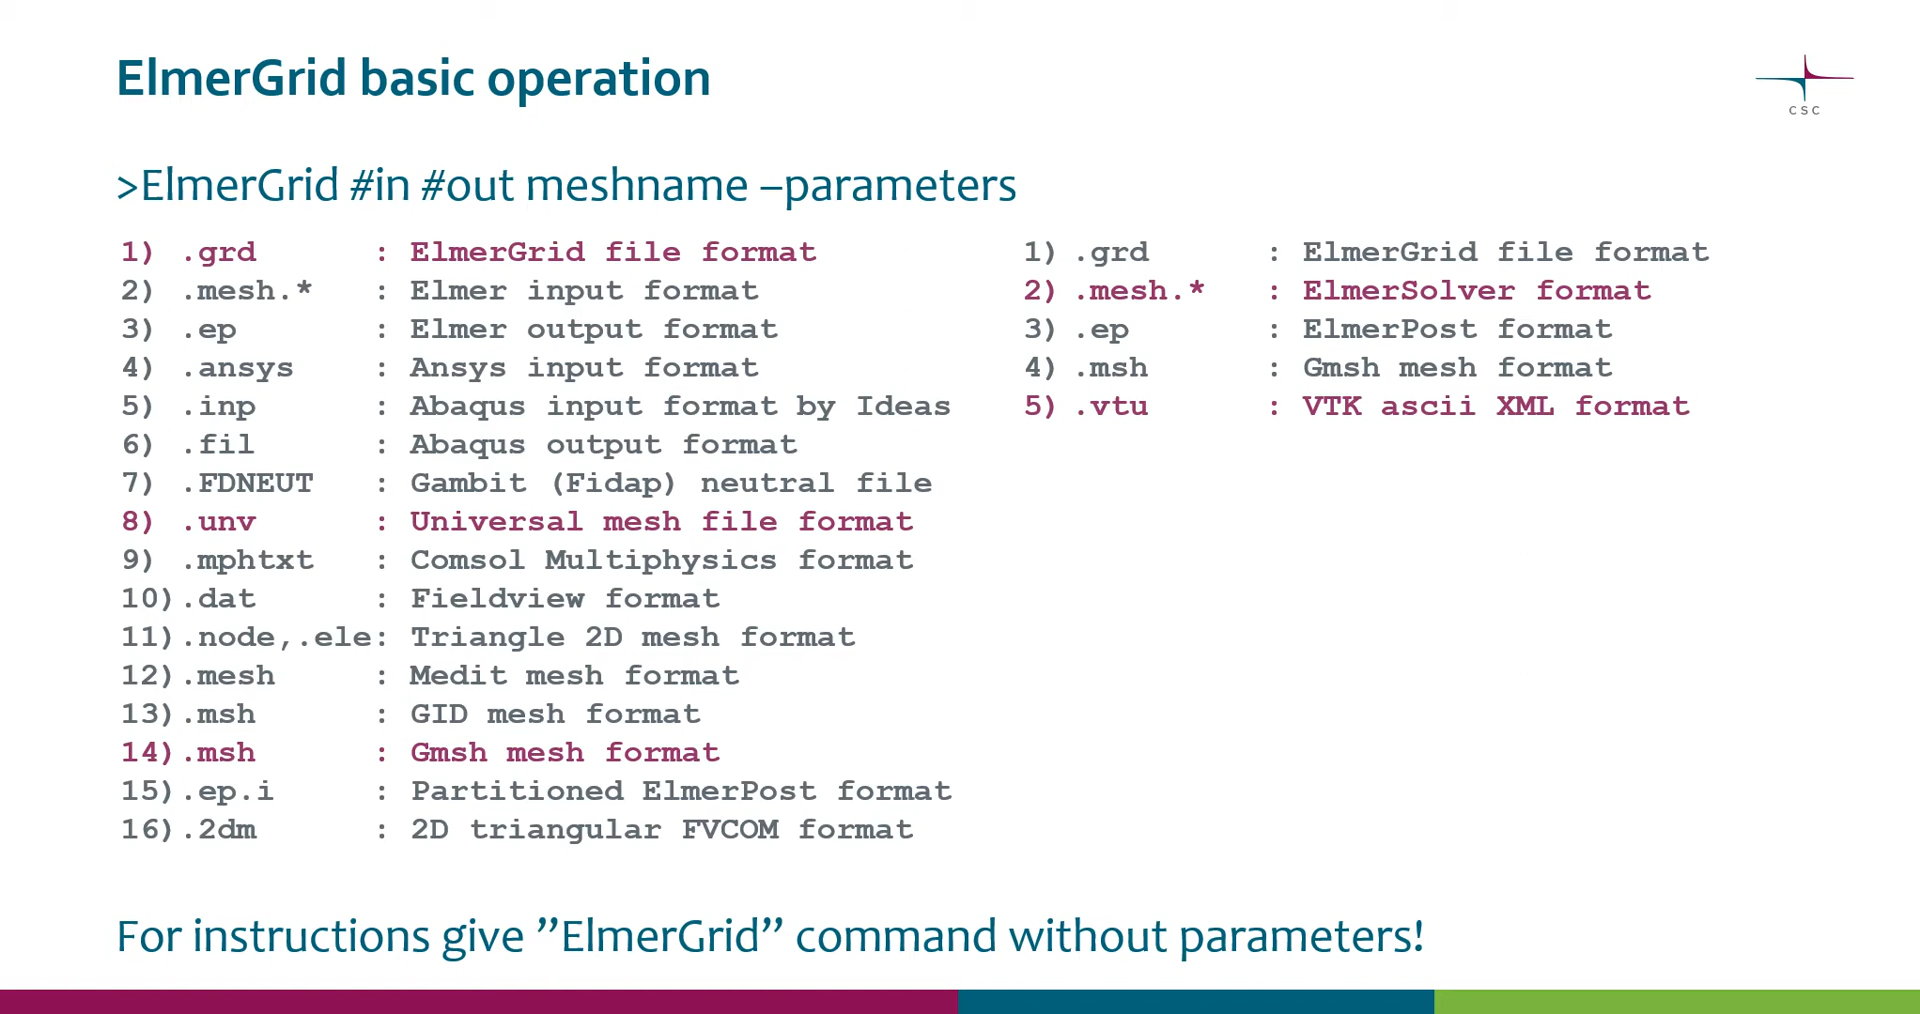 ElmerGrid basic operation
CSC
>ElmerGrid #in #out meshname –parameters
1) .grd : ElmerGrid file format
2) .mesh.* : Elmer input format
3) .ep : Elmer output format
4) .ansys : Ansys input format
5) .inp : Abaqus input format by Ideas
6) .fil : Abaqus output format
7) .FDNEUT : Gambit (Fidap) neutral file
8) .unv : Universal mesh file format
9) .mphtxt : Comsol Multiphysics format
10).dat : Fieldview format
11).node,.ele: Triangle 2D mesh format
12).mesh : Medit mesh format
13).msh : GID mesh format
14).msh : Gmsh mesh format
15).ep.i : Partitioned ElmerPost format
16).2dm : 2D triangular FVCOM format
1) .grd : ElmerGrid file format
2) .mesh.* : ElmerSolver format
3) .ep : ElmerPost format
4) .msh : Gmsh mesh format
5) .vtu : VTK ascii XML format
For instructions give ”ElmerGrid” command without parameters!